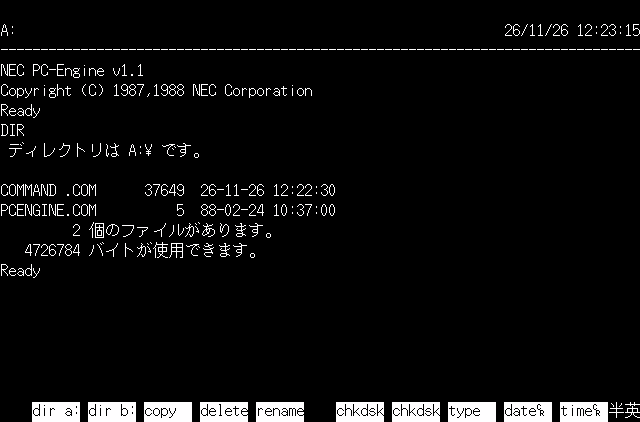 A: 26/11/26 12:23:15
NEC PC-Engine v1.1
Copyright (C) 1987,1988 NEC Corporation
Ready
DIR
ディレクトリは A:¥ です。
COMMAND .COM 37649 26-11-26 12:22:30
PCENGINE.COM 5 88-02-24 10:37:00
2 個のファイルがあります。
4726784 バイトが使用できます。
Ready
dir a: dir b: copy delete rename chkdsk chkdsk type date␍ time␍ 半英